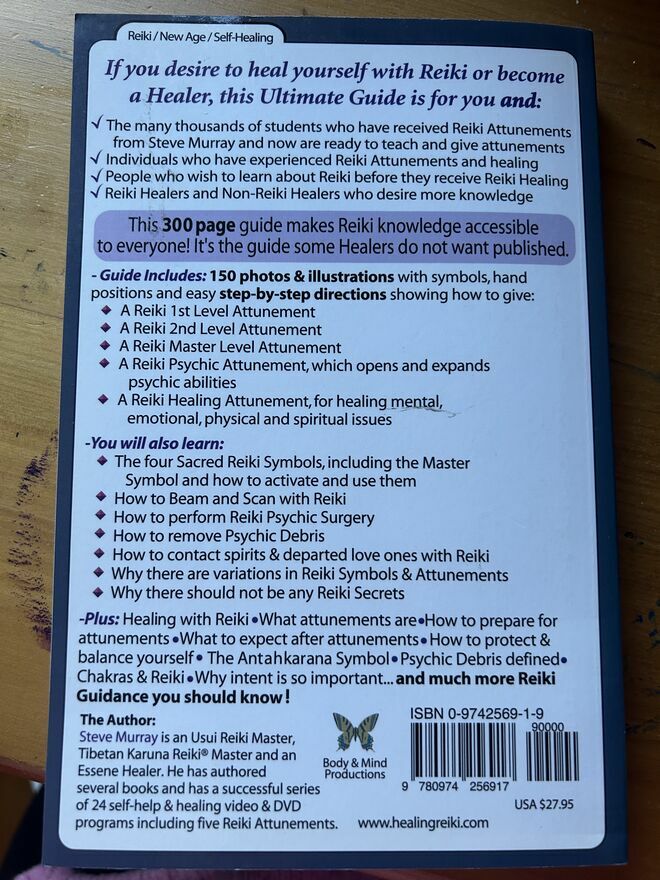 Reiki / New Age / Self-Healing
If you desire to heal yourself with Reiki or become
a Healer, this Ultimate Guide is for you and:
✓ The many thousands of students who have received Reiki Attunements
from Steve Murray and now are ready to teach and give attunements
✓ Individuals who have experienced Reiki Attunements and healing
✓ People who wish to learn about Reiki before they receive Reiki Healing
✓ Reiki Healers and Non-Reiki Healers who desire more knowledge
This 300 page guide makes Reiki knowledge accessible
to everyone! It's the guide some Healers do not want published.
- Guide Includes: 150 photos & illustrations with symbols, hand
positions and easy step-by-step directions showing how to give:
◆ A Reiki 1st Level Attunement
◆ A Reiki 2nd Level Attunement
◆ A Reiki Master Level Attunement
◆ A Reiki Psychic Attunement, which opens and expands
psychic abilities
◆ A Reiki Healing Attunement, for healing mental,
emotional, physical and spiritual issues
-You will also learn:
◆ The four Sacred Reiki Symbols, including the Master
Symbol and how to activate and use them
◆ How to Beam and Scan with Reiki
◆ How to perform Reiki Psychic Surgery
◆ How to remove Psychic Debris
◆ How to contact spirits & departed love ones with Reiki
◆ Why there are variations in Reiki Symbols & Attunements
◆ Why there should not be any Reiki Secrets
-Plus: Healing with Reiki •What attunements are•How to prepare for
attunements •What to expect after attunements• How to protect &
balance yourself • The Antahkarana Symbol• Psychic Debris defined•
Chakras & Reiki •Why intent is so important... and much more Reiki
Guidance you should know!
The Author:
Steve Murray is an Usui Reiki Master,
Tibetan Karuna Reiki® Master and an
Essene Healer. He has authored
several books and has a successful series
of 24 self-help & healing video & DVD
programs including five Reiki Attunements.
Body & Mind
Productions
www.healingreiki.com
ISBN 0-9742569-1-9
90000
9 780974 256917
USA $27.95